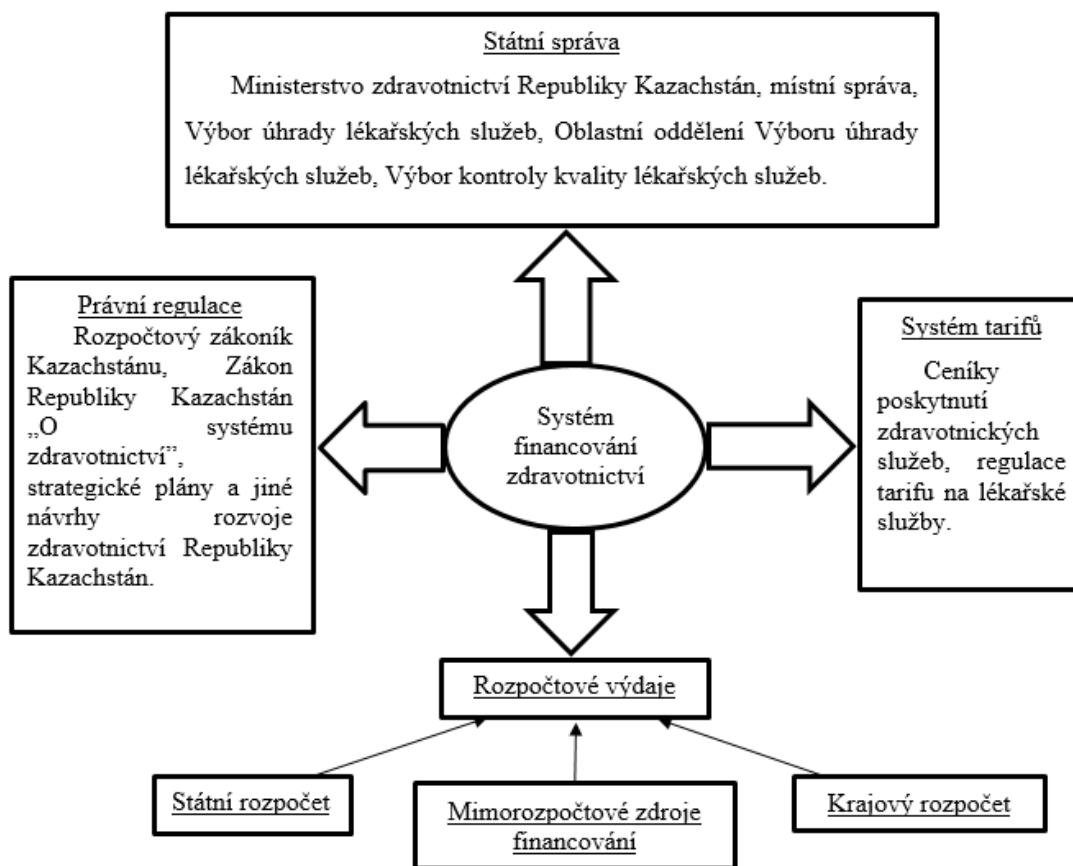 Státní správa
Ministerstvo zdravotnictví Republiky Kazachstán, místní správa,
Výbor úhrady lékařských služeb, Oblastní oddělení Výboru úhrady
lékařských služeb, Výbor kontroly kvality lékařských služeb.
Právní regulace
Rozpočtový zákoník
Kazachstánu, Zákon
Republiky Kazachstán
„O systému
zdravotnictví”,
strategické plány a jiné
návrhy rozvoje
zdravotnictví Republiky
Kazachstán.
Systém
financování
zdravotnictví
Systém tarifů
Ceníky
poskytnutí
zdravotnických
služeb, regulace
tarifu na lékařské
služby.
Rozpočtové výdaje
Státní rozpočet
Mimorozpočtové zdroje
financování
Krajový rozpočet